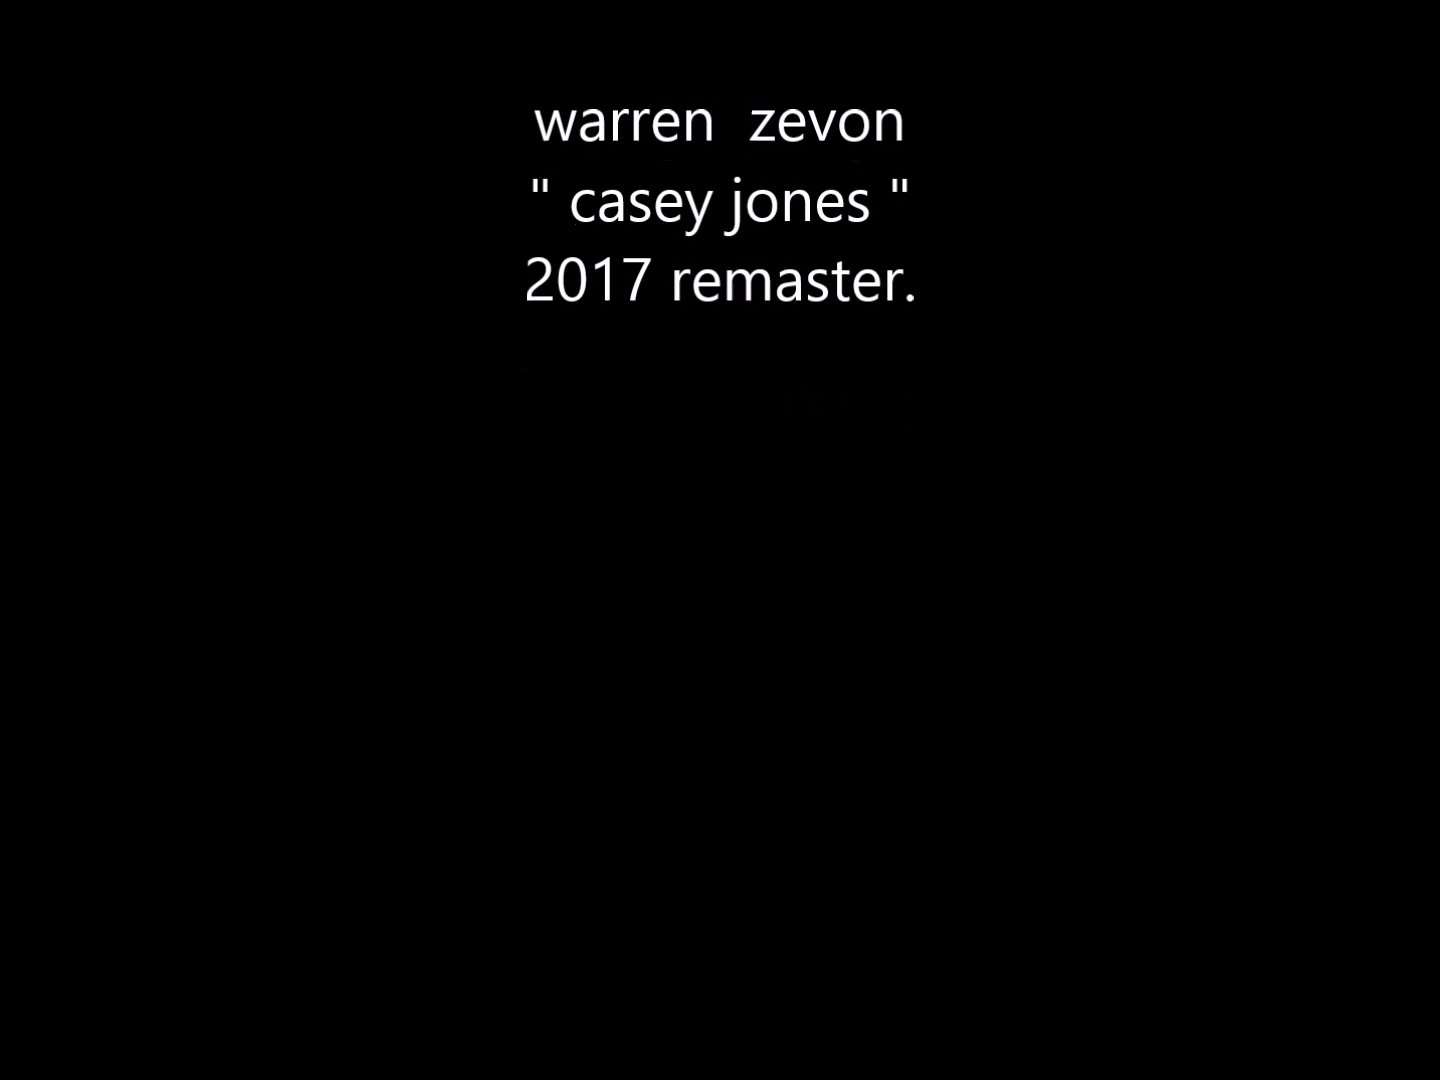 warren  zevon
" casey jones "
2017 remaster.